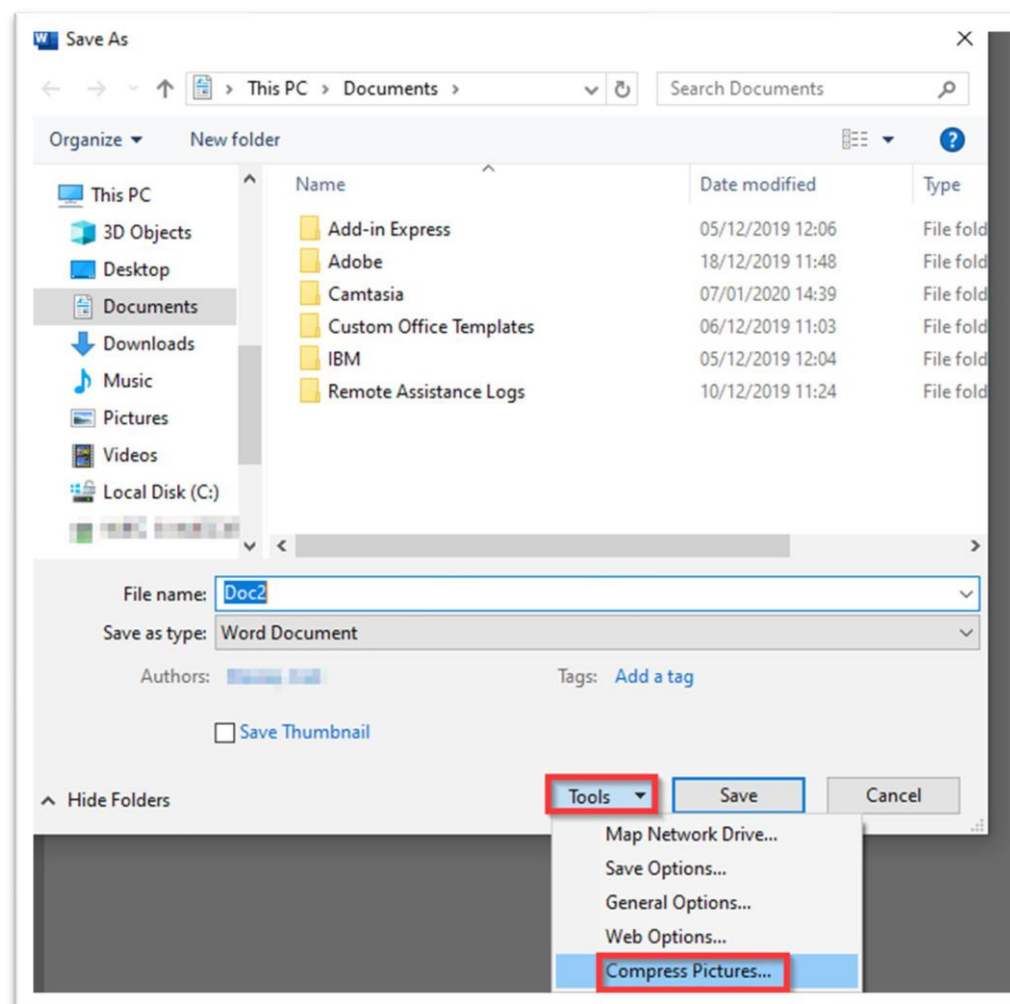 Save As
This PC > Documents >
Search Documents
Organize
New folder
Name
Date modified
Type
This PC
3D Objects
Desktop
Documents
Downloads
Music
Pictures
Videos
Local Disk (C:)
Add-in Express 05/12/2019 12:06 File fold
Adobe 18/12/2019 11:48 File fold
Camtasia 07/01/2020 14:39 File fold
Custom Office Templates 06/12/2019 11:03 File fold
IBM 05/12/2019 12:04 File fold
Remote Assistance Logs 10/12/2019 11:24 File fold
File name: Doc2
Save as type: Word Document
Authors:
Tags: Add a tag
Save Thumbnail
Hide Folders
Tools
Save
Cancel
Map Network Drive...
Save Options...
General Options...
Web Options...
Compress Pictures...